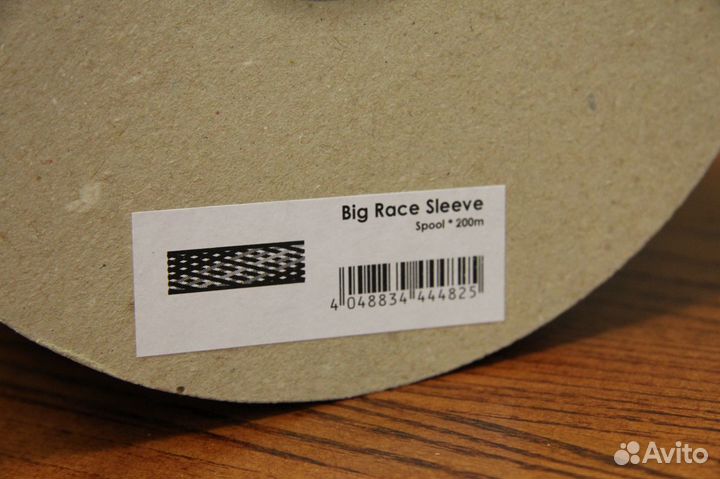 Big Race Sleeve
Spool * 200m
4 048834 444825
Avito